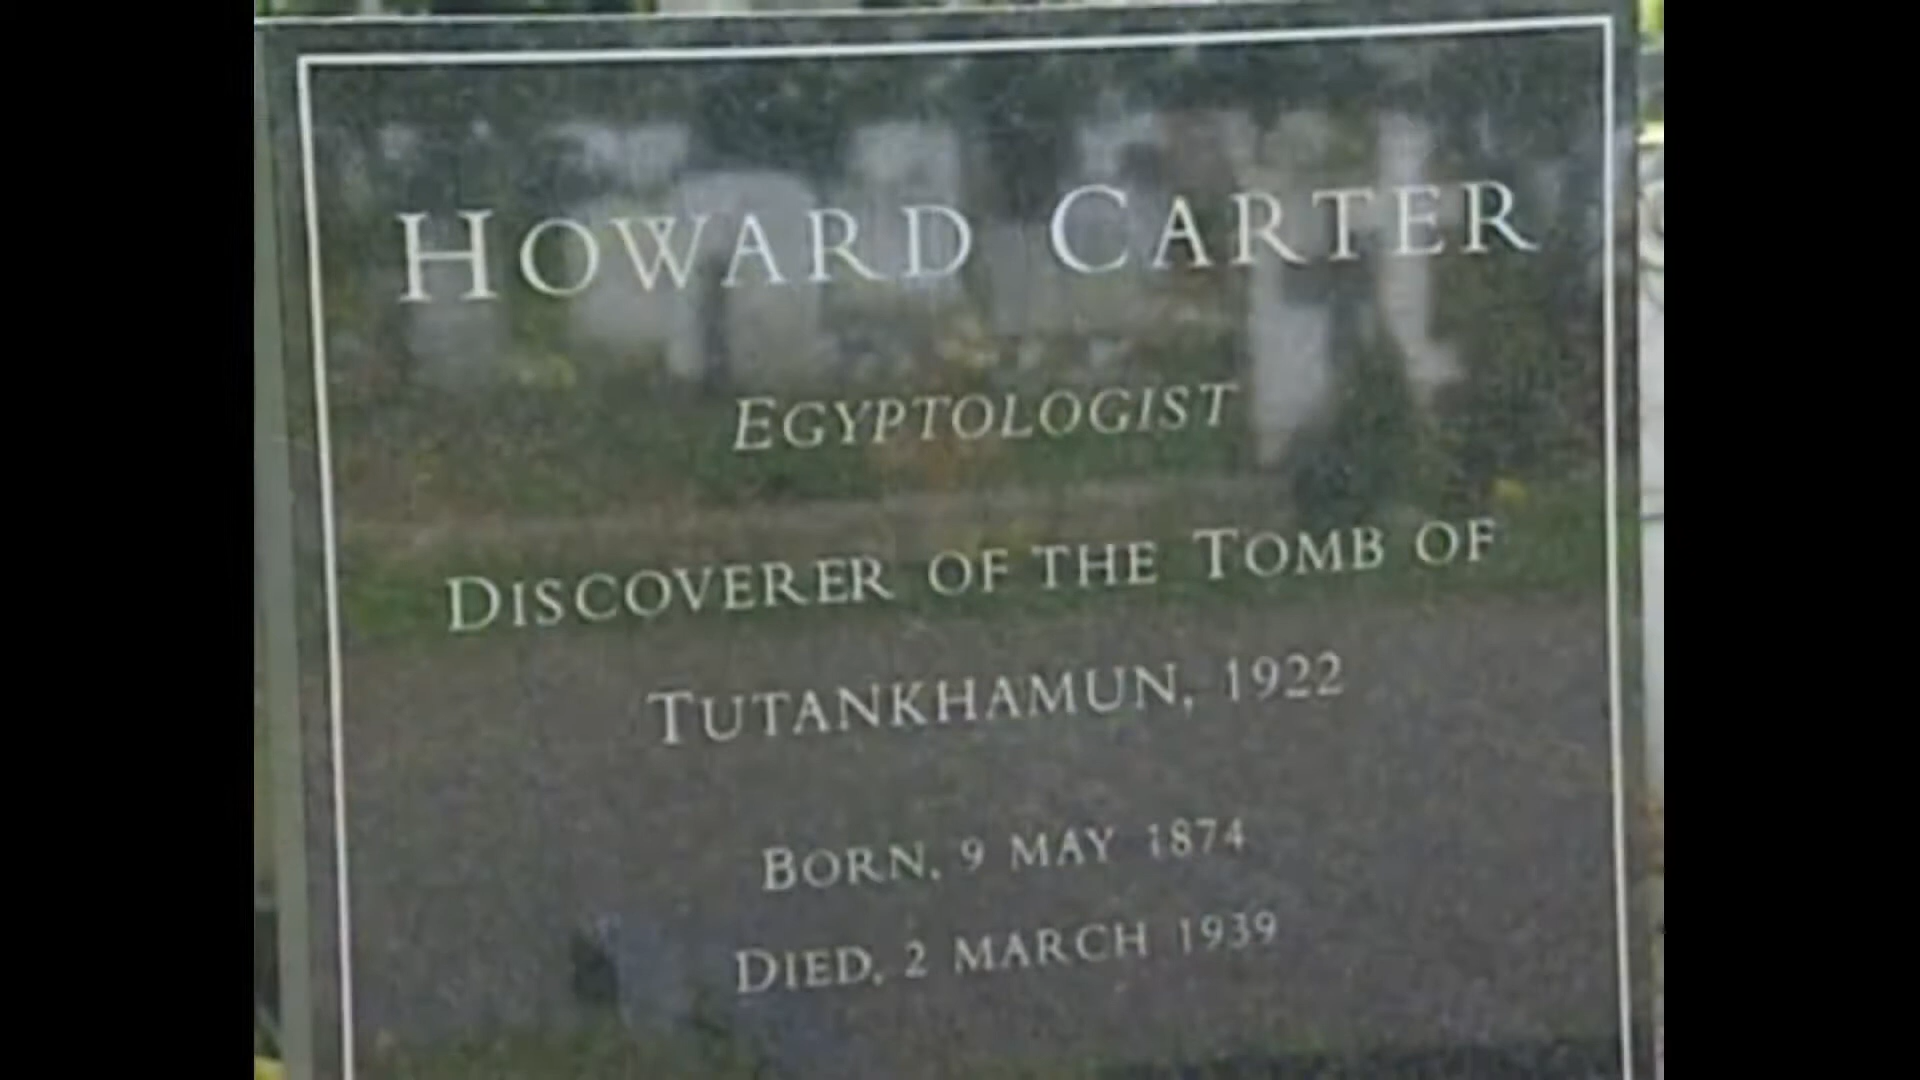 HOWARD CARTER
EGYPTOLOGIST
DISCOVERER OF THE TOMB OF
TUTANKHAMUN, 1922
BORN, 9 MAY 1874
DIED, 2 MARCH 1939